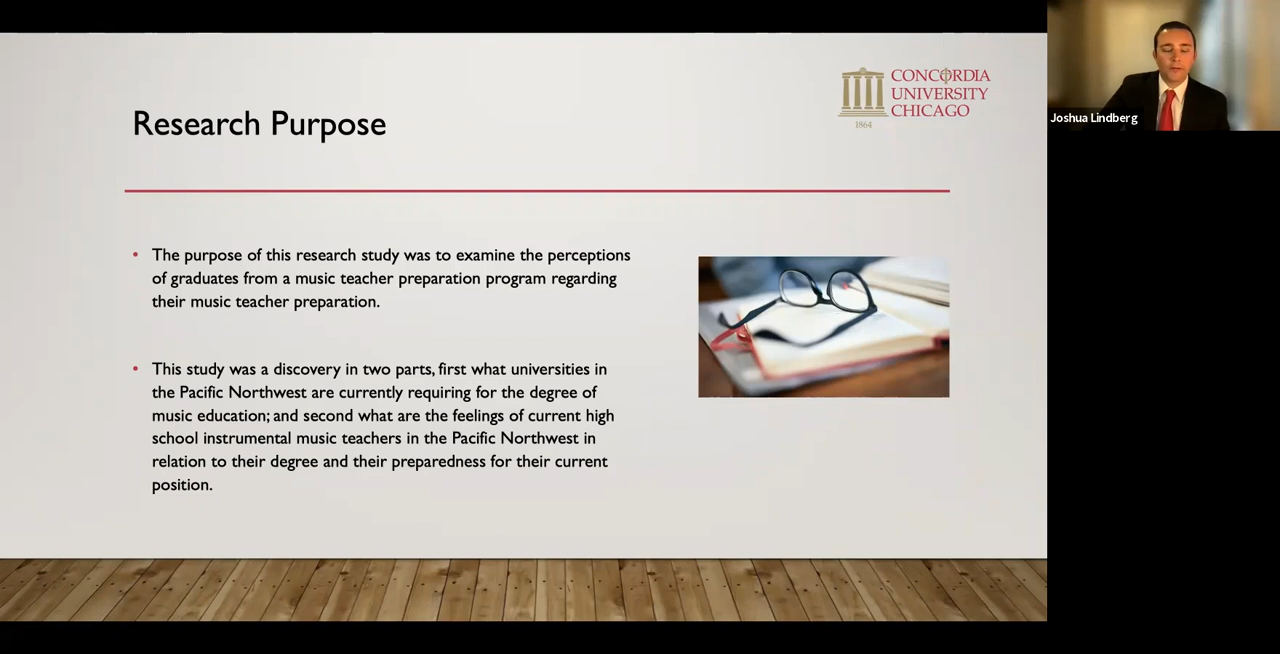 Research Purpose
CONCORDIA
UNIVERSITY
CHICAGO
1864
Joshua Lindberg
• The purpose of this research study was to examine the perceptions
of graduates from a music teacher preparation program regarding
their music teacher preparation.
• This study was a discovery in two parts, first what universities in
the Pacific Northwest are currently requiring for the degree of
music education; and second what are the feelings of current high
school instrumental music teachers in the Pacific Northwest in
relation to their degree and their preparedness for their current
position.